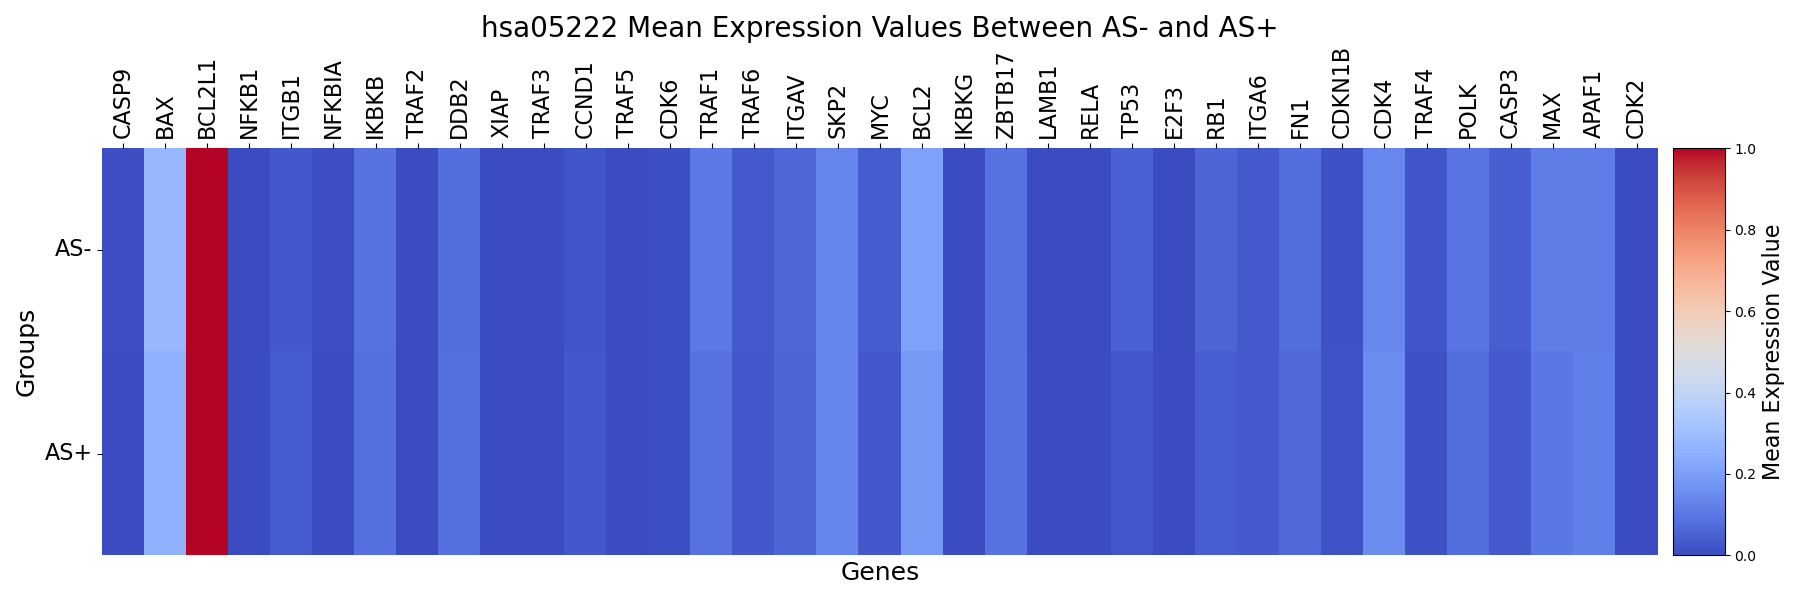 hsa05222 Mean Expression Values Between AS- and AS+
CASP9
BAX
BCL2L1
NFKB1
ITGB1
NFKBIA
IKBKB
TRAF2
DDB2
XIAP
TRAF3
CCND1
TRAF5
CDK6
TRAF1
TRAF6
ITGAV
SKP2
MYC
BCL2
IKBKG
ZBTB17
LAMB1
RELA
TP53
E2F3
RB1
ITGA6
FN1
CDKN1B
CDK4
TRAF4
POLK
CASP3
MAX
APAF1
CDK2
Groups
AS-
AS+
Genes
1.0
0.8
0.6
0.4
0.2
0.0
Mean Expression Value